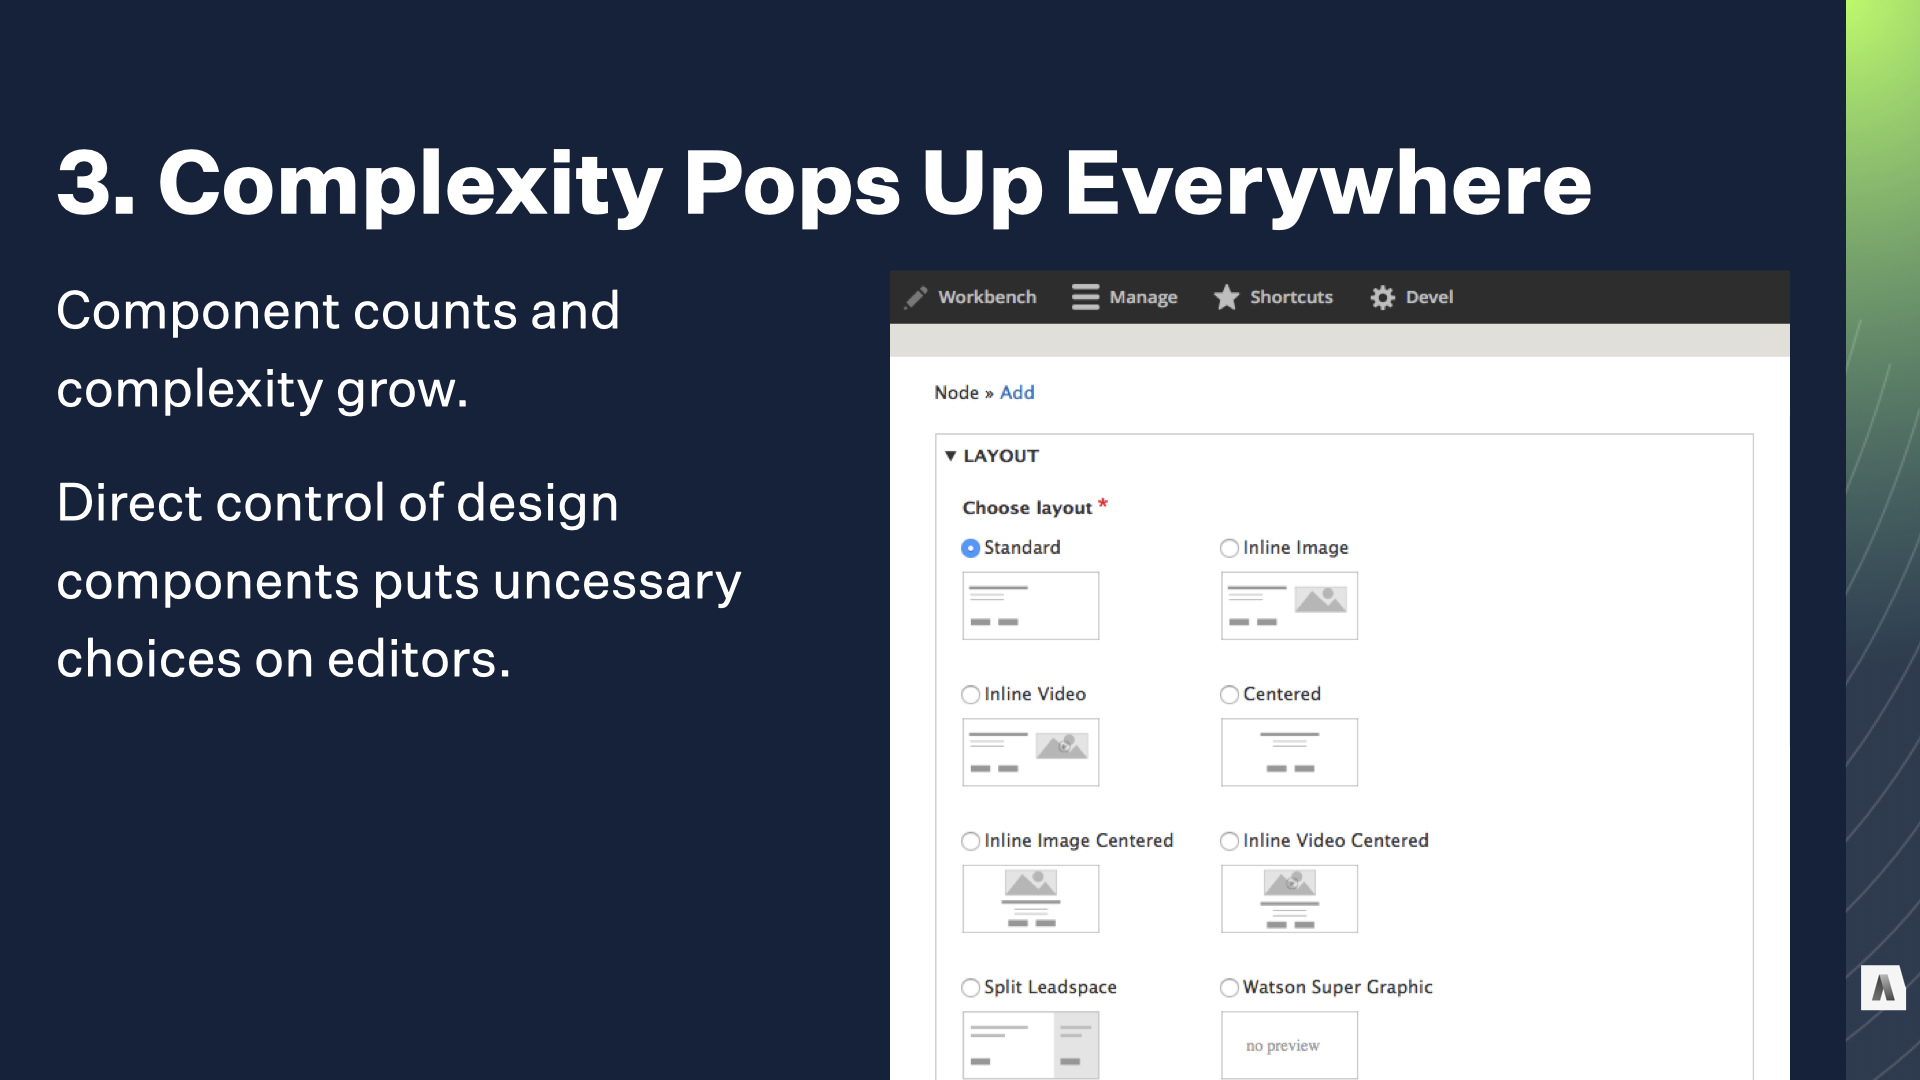 3. Complexity Pops Up Everywhere
Component counts and
complexity grow.
Direct control of design
components puts uncessary
choices on editors.
Workbench Manage Shortcuts Devel
Node » Add
▼ LAYOUT
Choose layout *
Standard Inline Image
Inline Video Centered
Inline Image Centered Inline Video Centered
Split Leadspace Watson Super Graphic
no preview